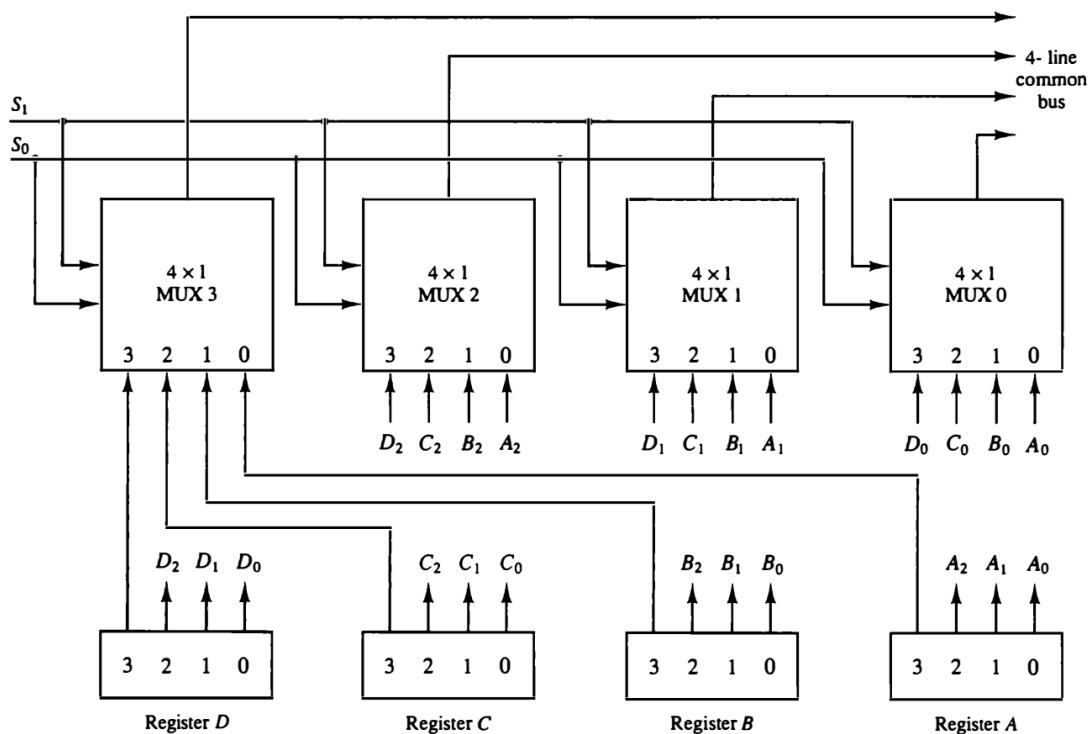 4- line
common
bus
S₁
S₀
4 × 1
MUX 3
4 × 1
MUX 2
4 × 1
MUX 1
4 × 1
MUX 0
3 2 1 0
3 2 1 0
3 2 1 0
3 2 1 0
D₂ C₂ B₂ A₂
D₁ C₁ B₁ A₁
D₀ C₀ B₀ A₀
D₂ D₁ D₀
C₂ C₁ C₀
B₂ B₁ B₀
A₂ A₁ A₀
3 2 1 0
3 2 1 0
3 2 1 0
3 2 1 0
Register D
Register C
Register B
Register A